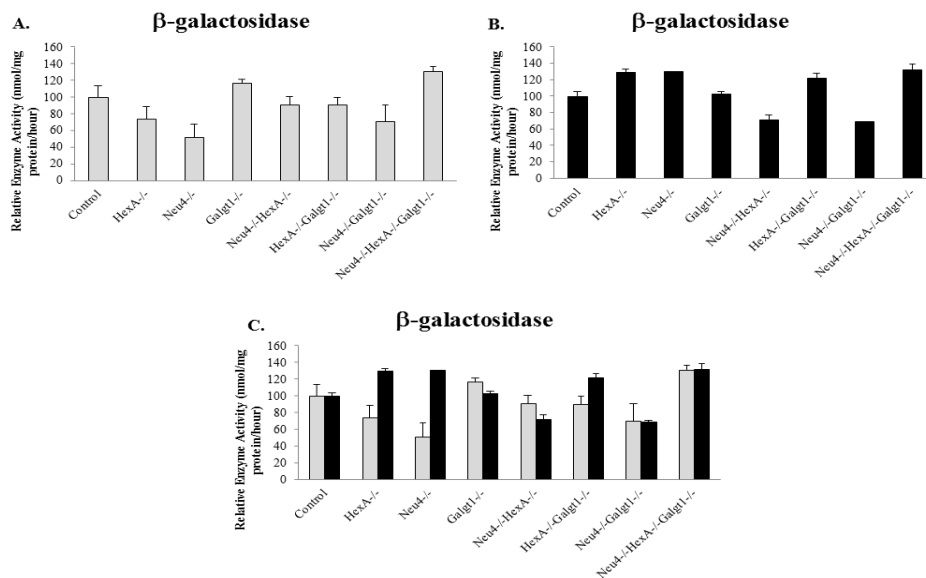 A.
β-galactosidase
Relative Enzyme Activity (nmol/mg
protein/hour)
160
140
120
100
80
60
40
20
0
Control
HexA-/-
Neu4-/-
Galgt1-/-
Neu4-/-HexA-/-
HexA-/-Galgt1-/-
Neu4-/-Galgt1-/-
Neu4-/-HexA-/-Galgt1-/-
B.
β-galactosidase
Relative Enzyme Activity (nmol/mg
protein/hour)
160
140
120
100
80
60
40
20
0
Control
HexA-/-
Neu4-/-
Galgt1-/-
Neu4-/-HexA-/-
HexA-/-Galgt1-/-
Neu4-/-Galgt1-/-
Neu4-/-HexA-/-Galgt1-/-
C.
β-galactosidase
Relative Enzyme Activity (nmol/mg
protein/hour)
160
140
120
100
80
60
40
20
0
Control
HexA-/-
Neu4-/-
Galgt1-/-
Neu4-/-HexA-/-
HexA-/-Galgt1-/-
Neu4-/-Galgt1-/-
Neu4-/-HexA-/-Galgt1-/-